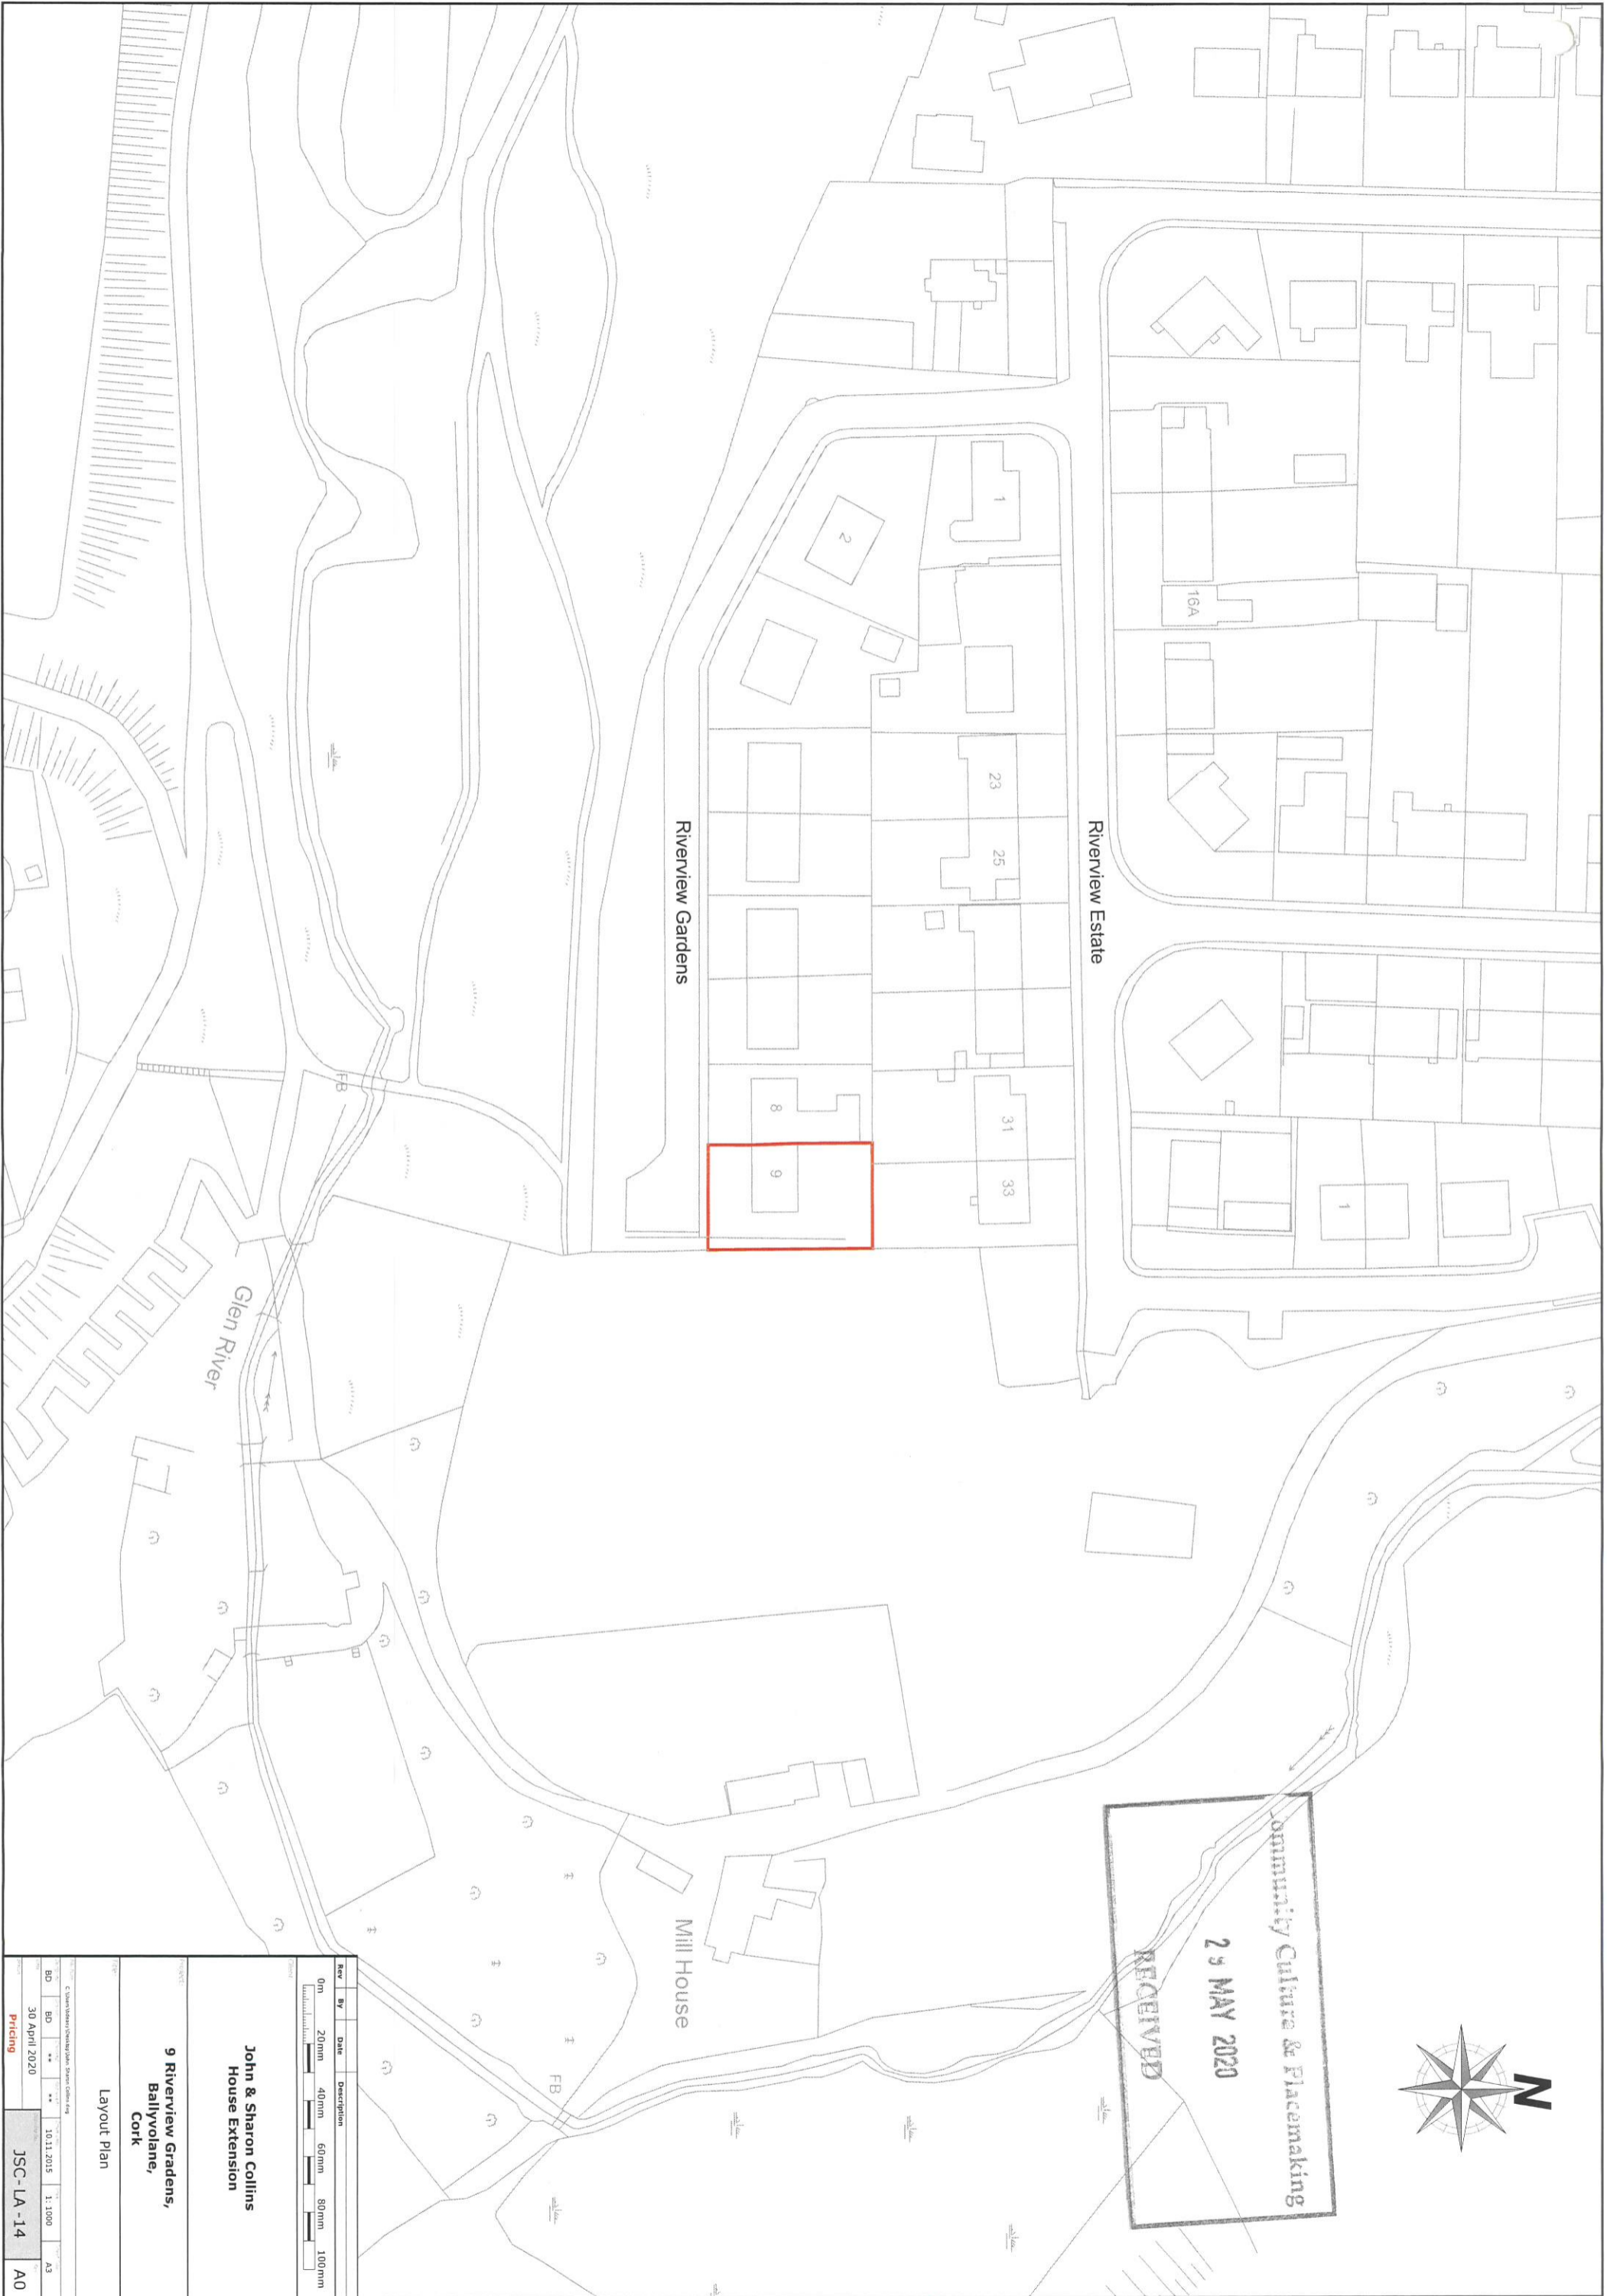 N
Riverview Estate
Riverview Gardens
Glen River
Mill House
FB
FB
1
2
16A
23
25
31
33
8
9
1
ommunity Culture & Placemaking
MAY 2020
RECEIVED
Rev By Date Description
0m 20mm 40mm 60mm 80mm 100mm
John & Sharon Collins
House Extension
9 Riverview Gradens,
Ballyvolane,
Cork
Layout Plan
BD BD ** ** 10.11.2015 1: 1000 A3
30 April 2020
Pricing
JSC- LA -14 A0